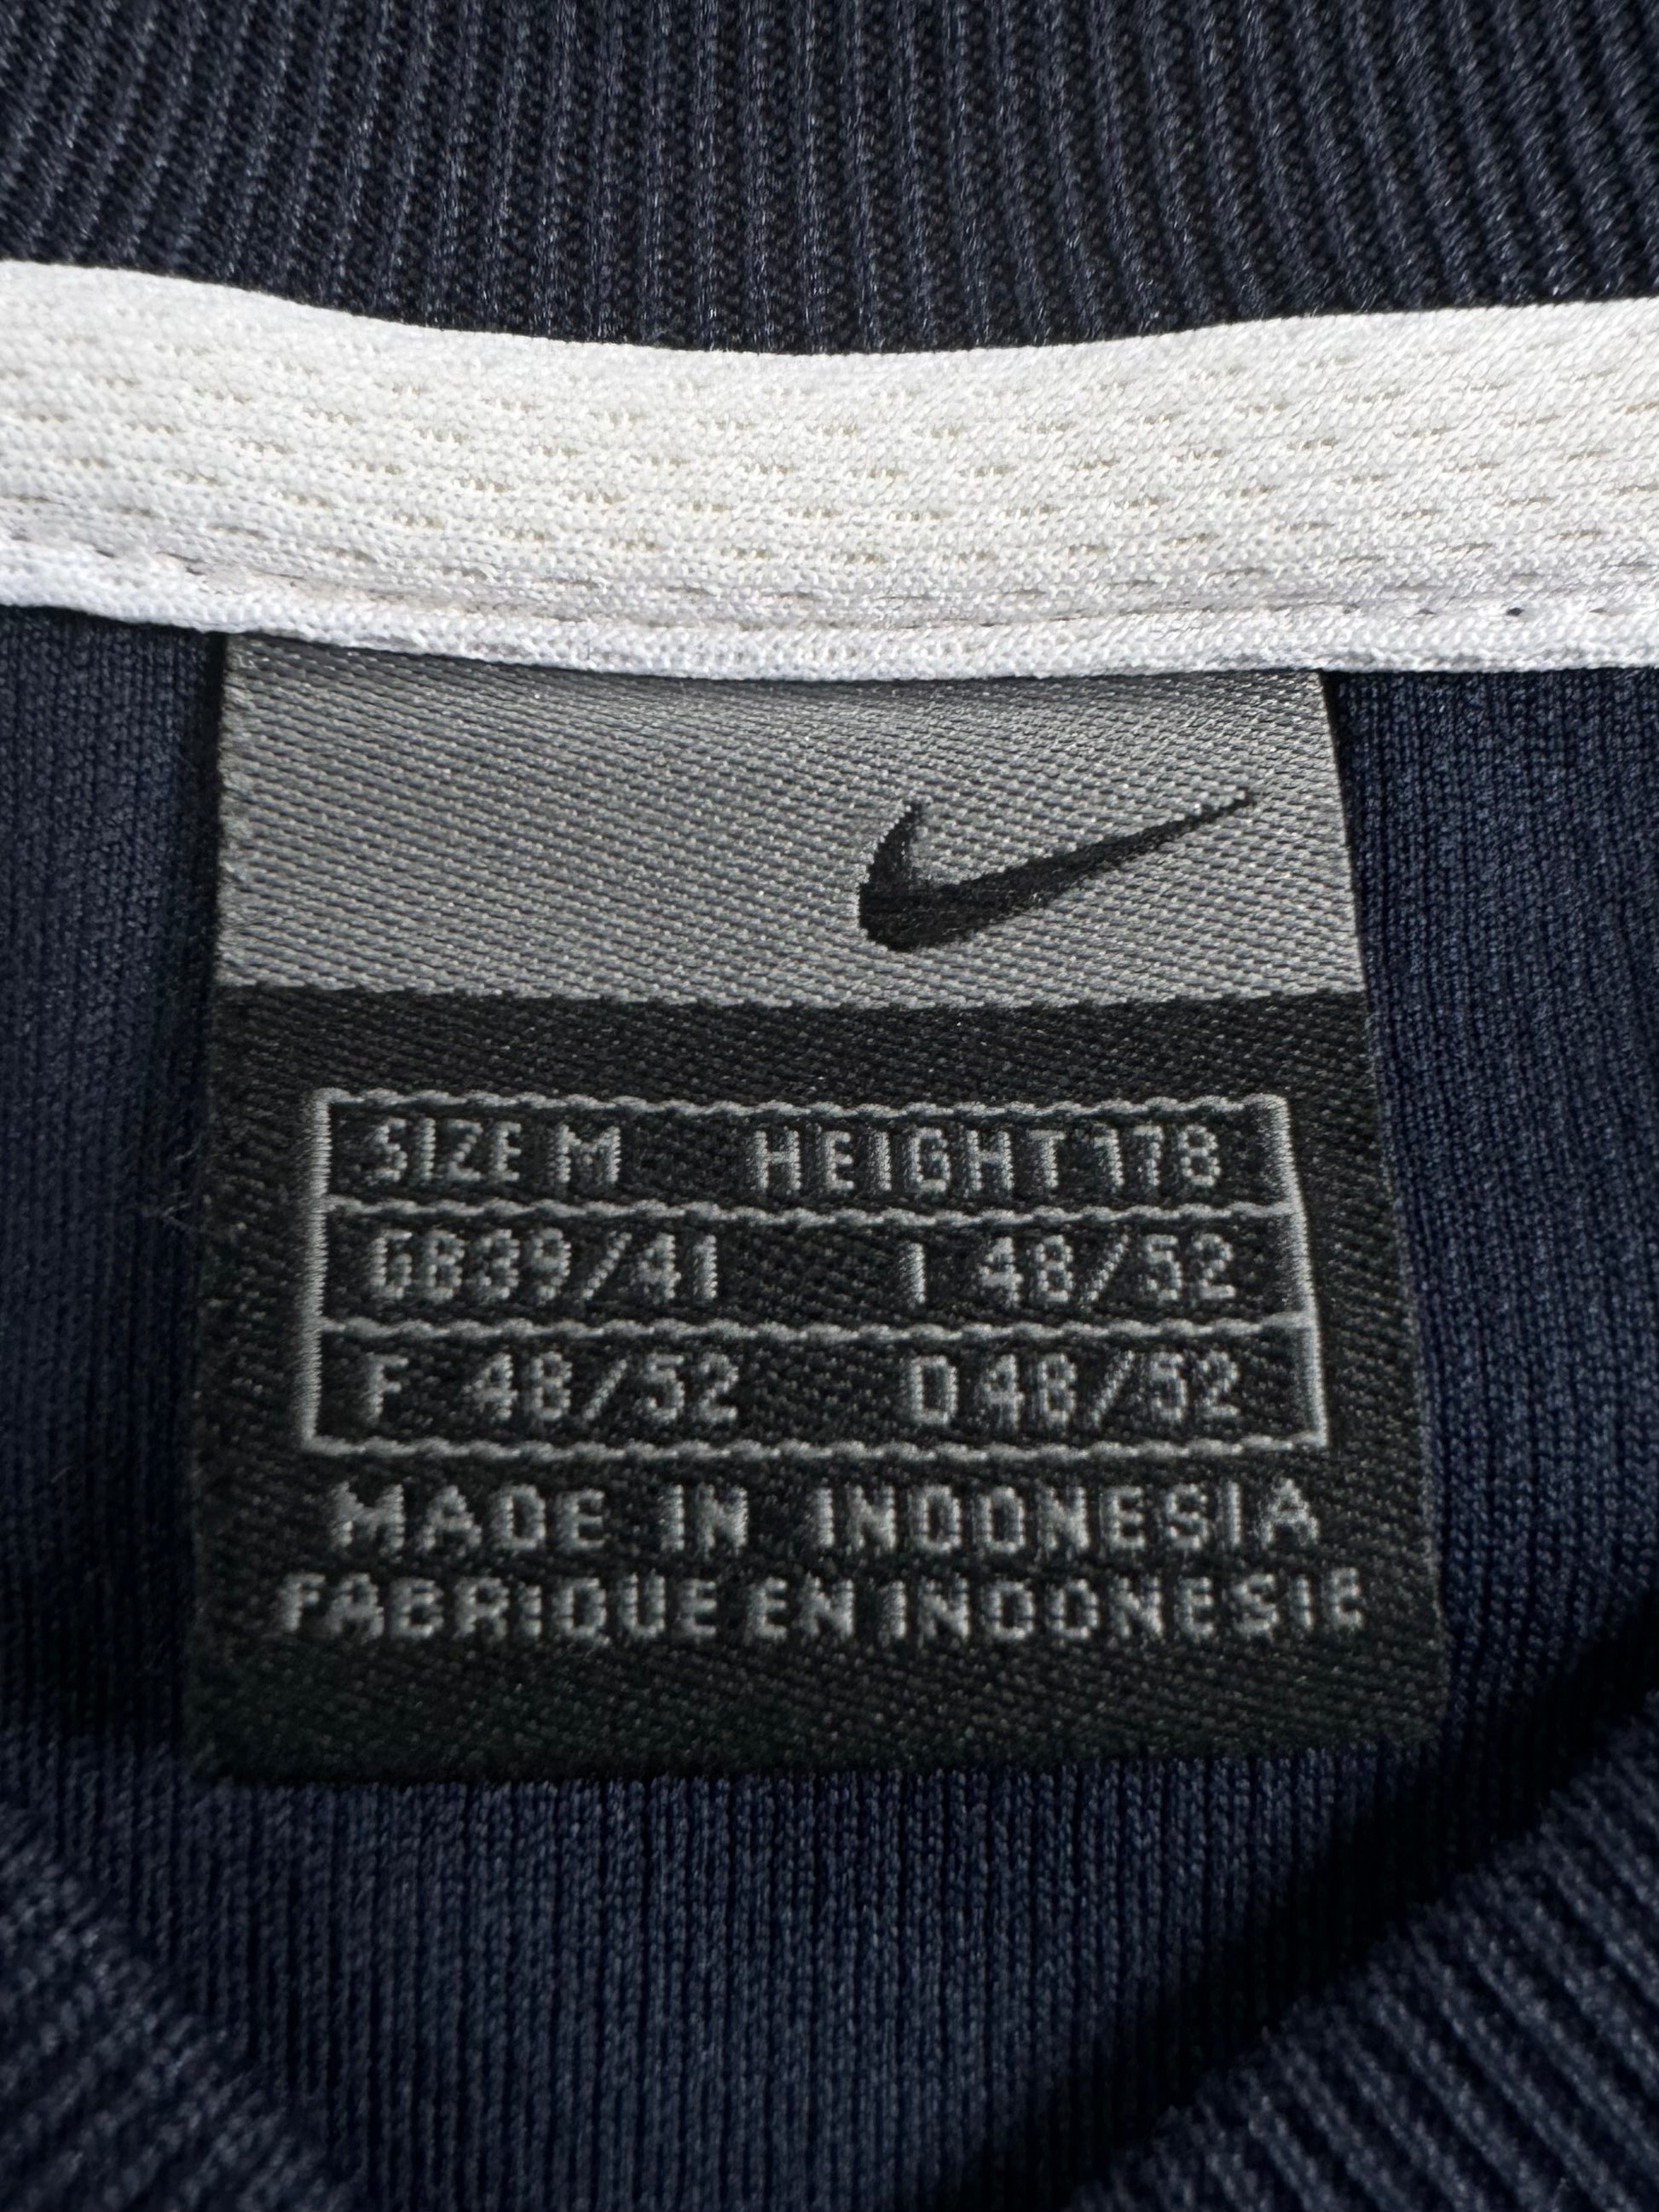 SIZE M HEIGHT 178
GB39/41 I 48/52
F 48/52 D48/52
MADE IN INDONESIA
FABRIQUE EN INDONESIE